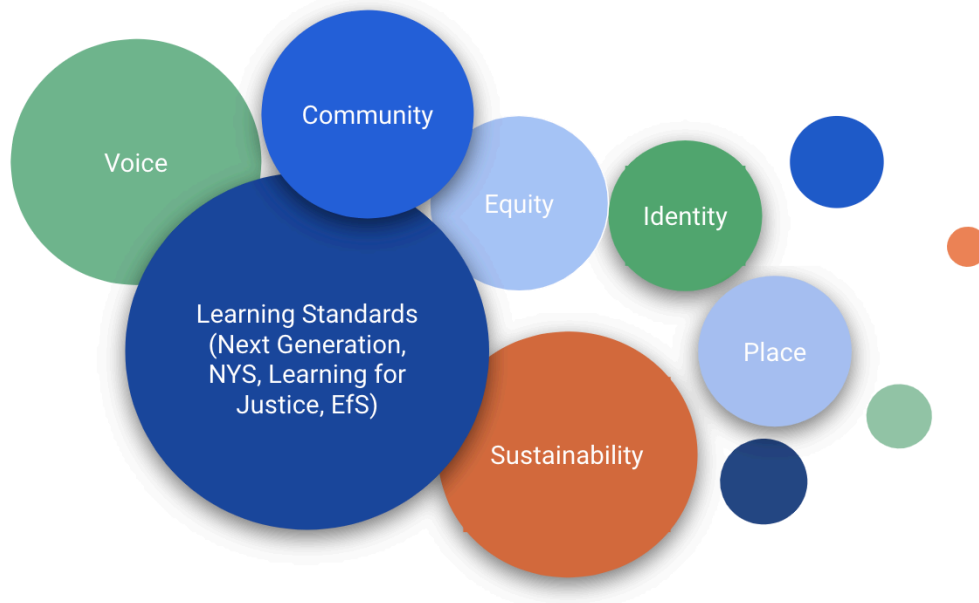 Community
Voice
Equity
Identity
Learning Standards
(Next Generation,
NYS, Learning for
Justice, EfS)
Place
Sustainability